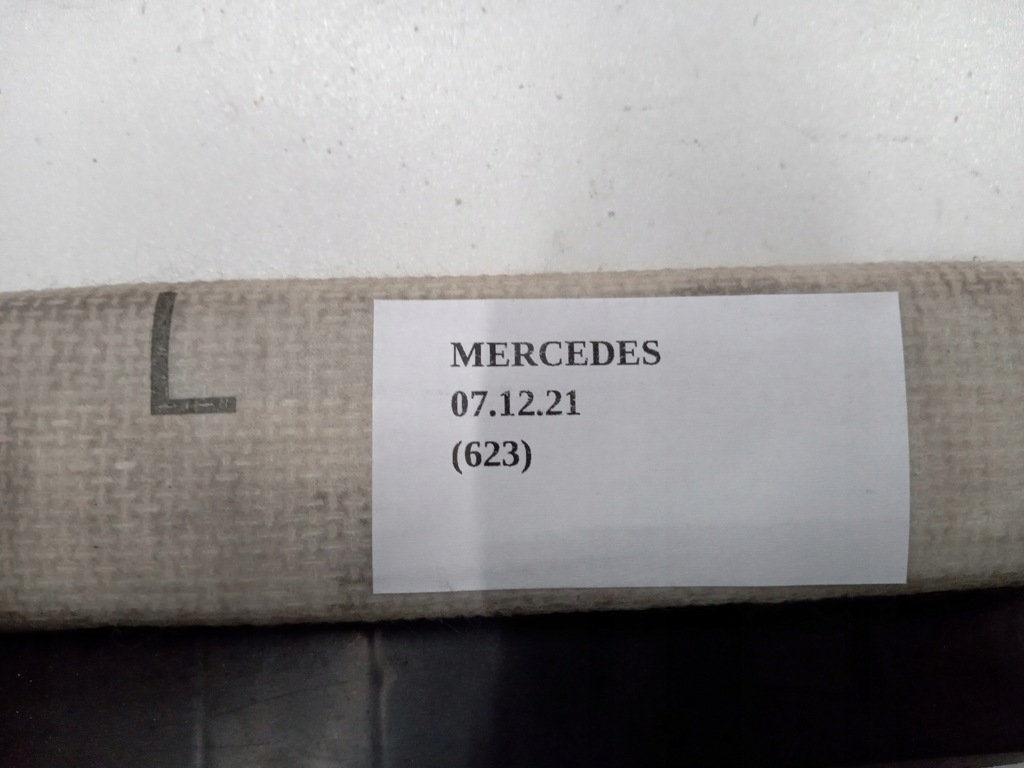 L
MERCEDES
07.12.21
(623)